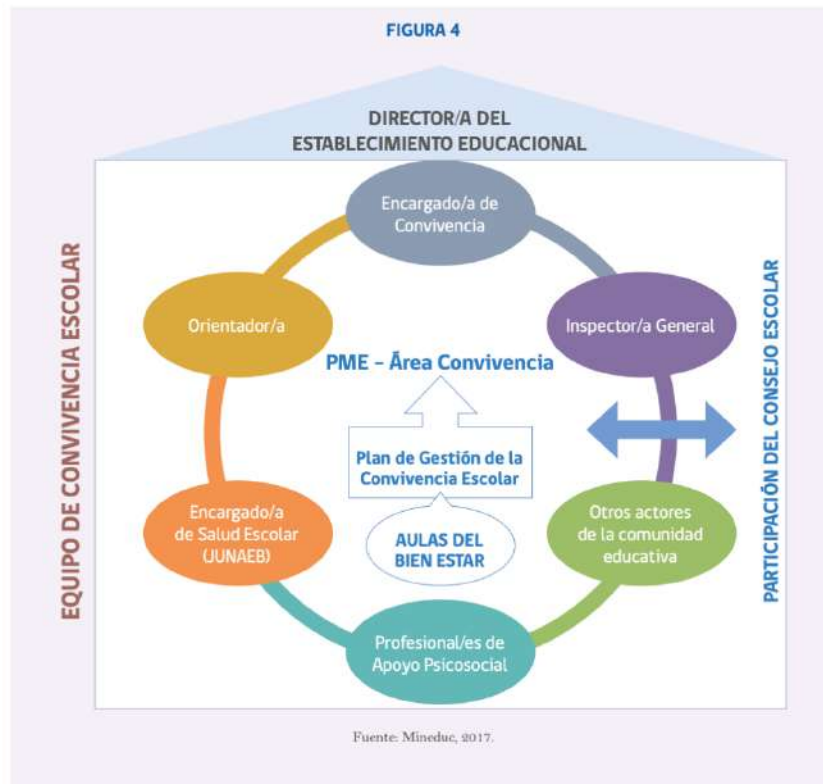 FIGURA 4
DIRECTOR/A DEL
ESTABLECIMIENTO EDUCACIONAL
EQUIPO DE CONVIVENCIA ESCOLAR
Encargado/a de
Convivencia
Orientador/a
Inspector/a General
PME – Área Convivencia
Plan de Gestión de la
Convivencia Escolar
AULAS DEL
BIEN ESTAR
Encargado/a
de Salud Escolar
(JUNAEB)
Otros actores
de la comunidad
educativa
Profesional/es de
Apoyo Psicosocial
PARTICIPACIÓN DEL CONSEJO ESCOLAR
Fuente: Mineduc, 2017.